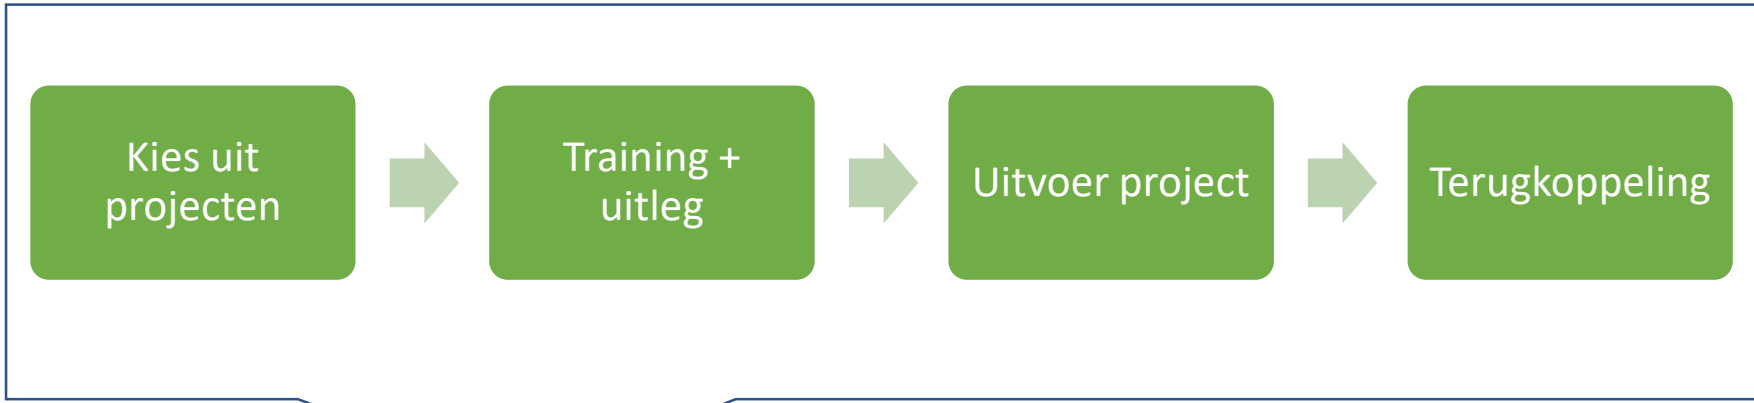 Kies uit
projecten
Training +
uitleg
Uitvoer project
Terugkoppeling